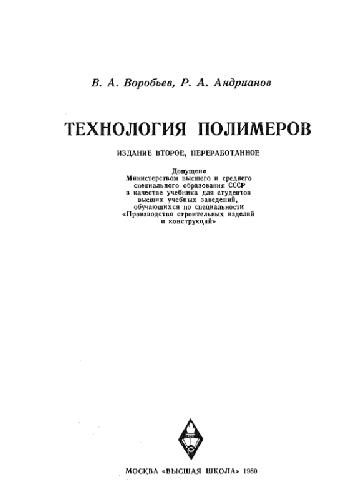 В. А. Воробьев, Р. А. Андрианов
ТЕХНОЛОГИЯ ПОЛИМЕРОВ
ИЗДАНИЕ ВТОРОЕ, ПЕРЕРАБОТАННОЕ
Допущено
Министерством высшего и среднего
специального образования СССР
в качестве учебника для студентов
высших учебных заведений,
обучающихся по специальности
«Производство строительных изделий
и конструкций»
МОСКВА «ВЫСШАЯ ШКОЛА» 1980